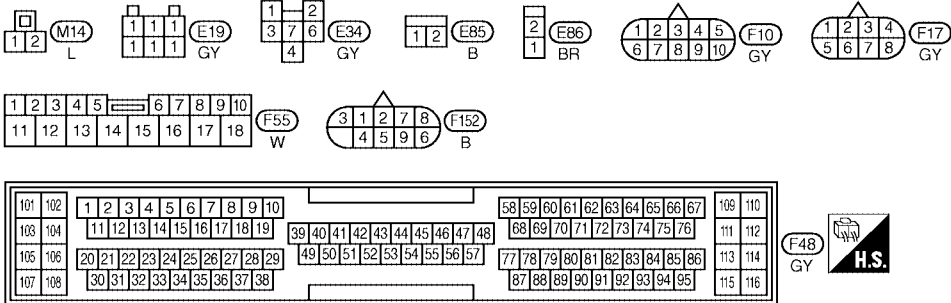 1 2 M14 L
1 1 1 1 1 1 E19 GY
1 2 3 7 6 4 E34 GY
1 2 E85 B
2 1 E86 BR
1 2 3 4 5 6 7 8 9 10 F10 GY
1 2 3 4 5 6 7 8 F17 GY
1 2 3 4 5 6 7 8 9 10
11 12 13 14 15 16 17 18
F55 W
3 1 2 7 8
4 5 9 6
F152 B
101 102
103 104
105 106
107 108
1 2 3 4 5 6 7 8 9 10
11 12 13 14 15 16 17 18 19
20 21 22 23 24 25 26 27 28 29
30 31 32 33 34 35 36 37 38
39 40 41 42 43 44 45 46 47 48
49 50 51 52 53 54 55 56 57
58 59 60 61 62 63 64 65 66 67
68 69 70 71 72 73 74 75 76
77 78 79 80 81 82 83 84 85 86
87 88 89 90 91 92 93 94 95
109 110
111 112
113 114
115 116
F48
GY
H.S.